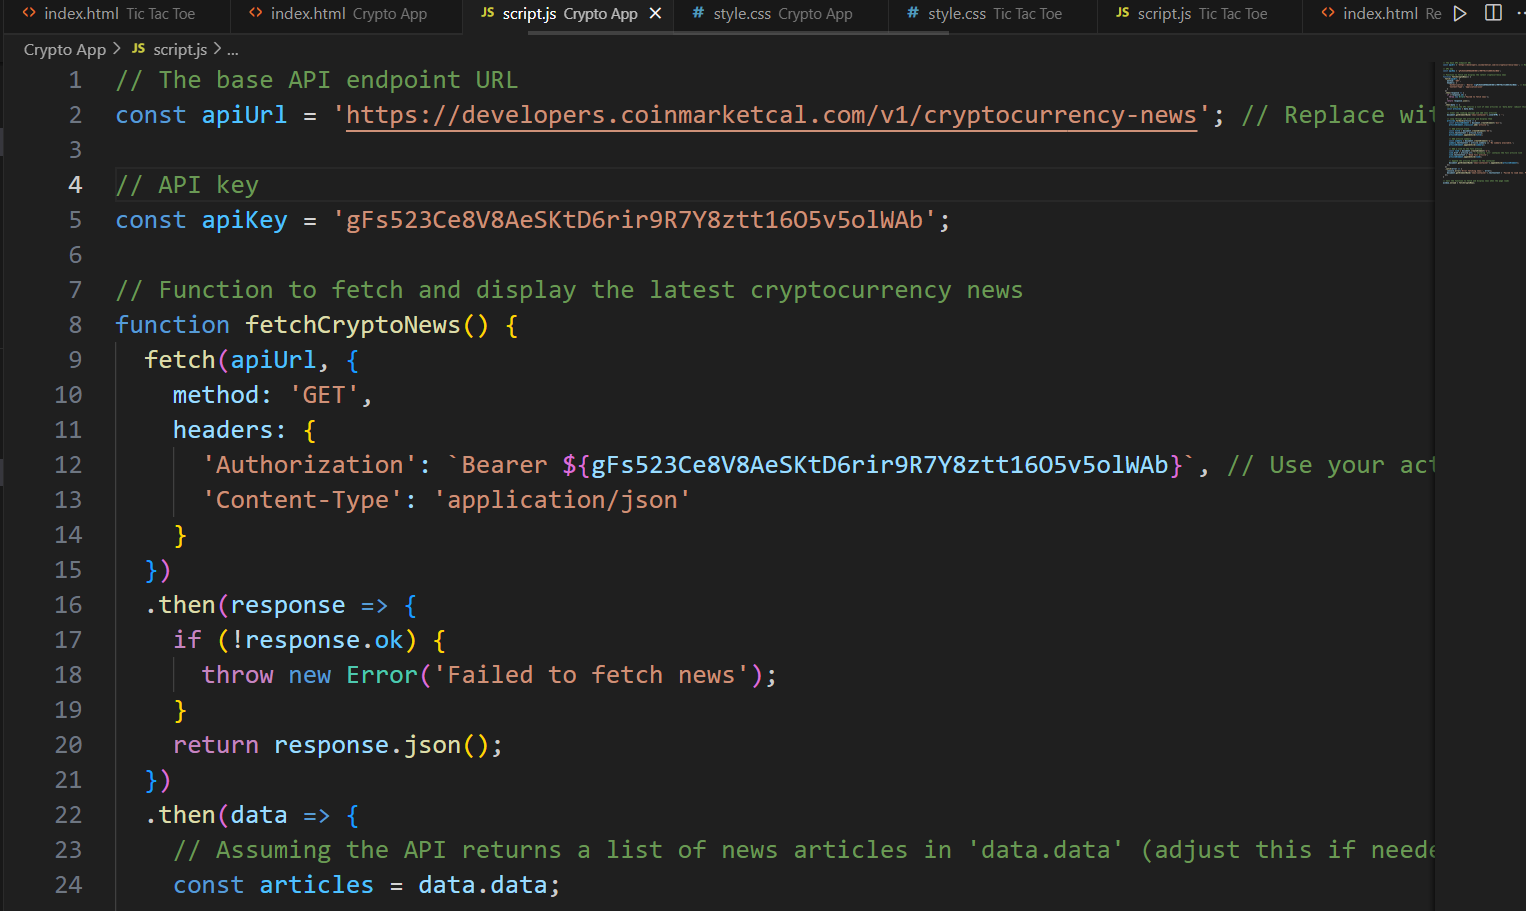 index.html Tic Tac Toe index.html Crypto App JS script.js Crypto App # style.css Crypto App # style.css Tic Tac Toe JS script.js Tic Tac Toe index.html Re
Crypto App > JS script.js > ...
1 // The base API endpoint URL
2 const apiUrl = 'https://developers.coinmarketcal.com/v1/cryptocurrency-news'; // Replace wit
3
4 // API key
5 const apiKey = 'gFs523Ce8V8AeSKtD6rir9R7Y8ztt16O5v5olWAb';
6
7 // Function to fetch and display the latest cryptocurrency news
8 function fetchCryptoNews() {
9 fetch(apiUrl, {
10 method: 'GET',
11 headers: {
12 'Authorization': `Bearer ${gFs523Ce8V8AeSKtD6rir9R7Y8ztt16O5v5olWAb}`, // Use your act
13 'Content-Type': 'application/json'
14 }
15 })
16 .then(response => {
17 if (!response.ok) {
18 throw new Error('Failed to fetch news');
19 }
20 return response.json();
21 })
22 .then(data => {
23 // Assuming the API returns a list of news articles in 'data.data' (adjust this if neede
24 const articles = data.data;